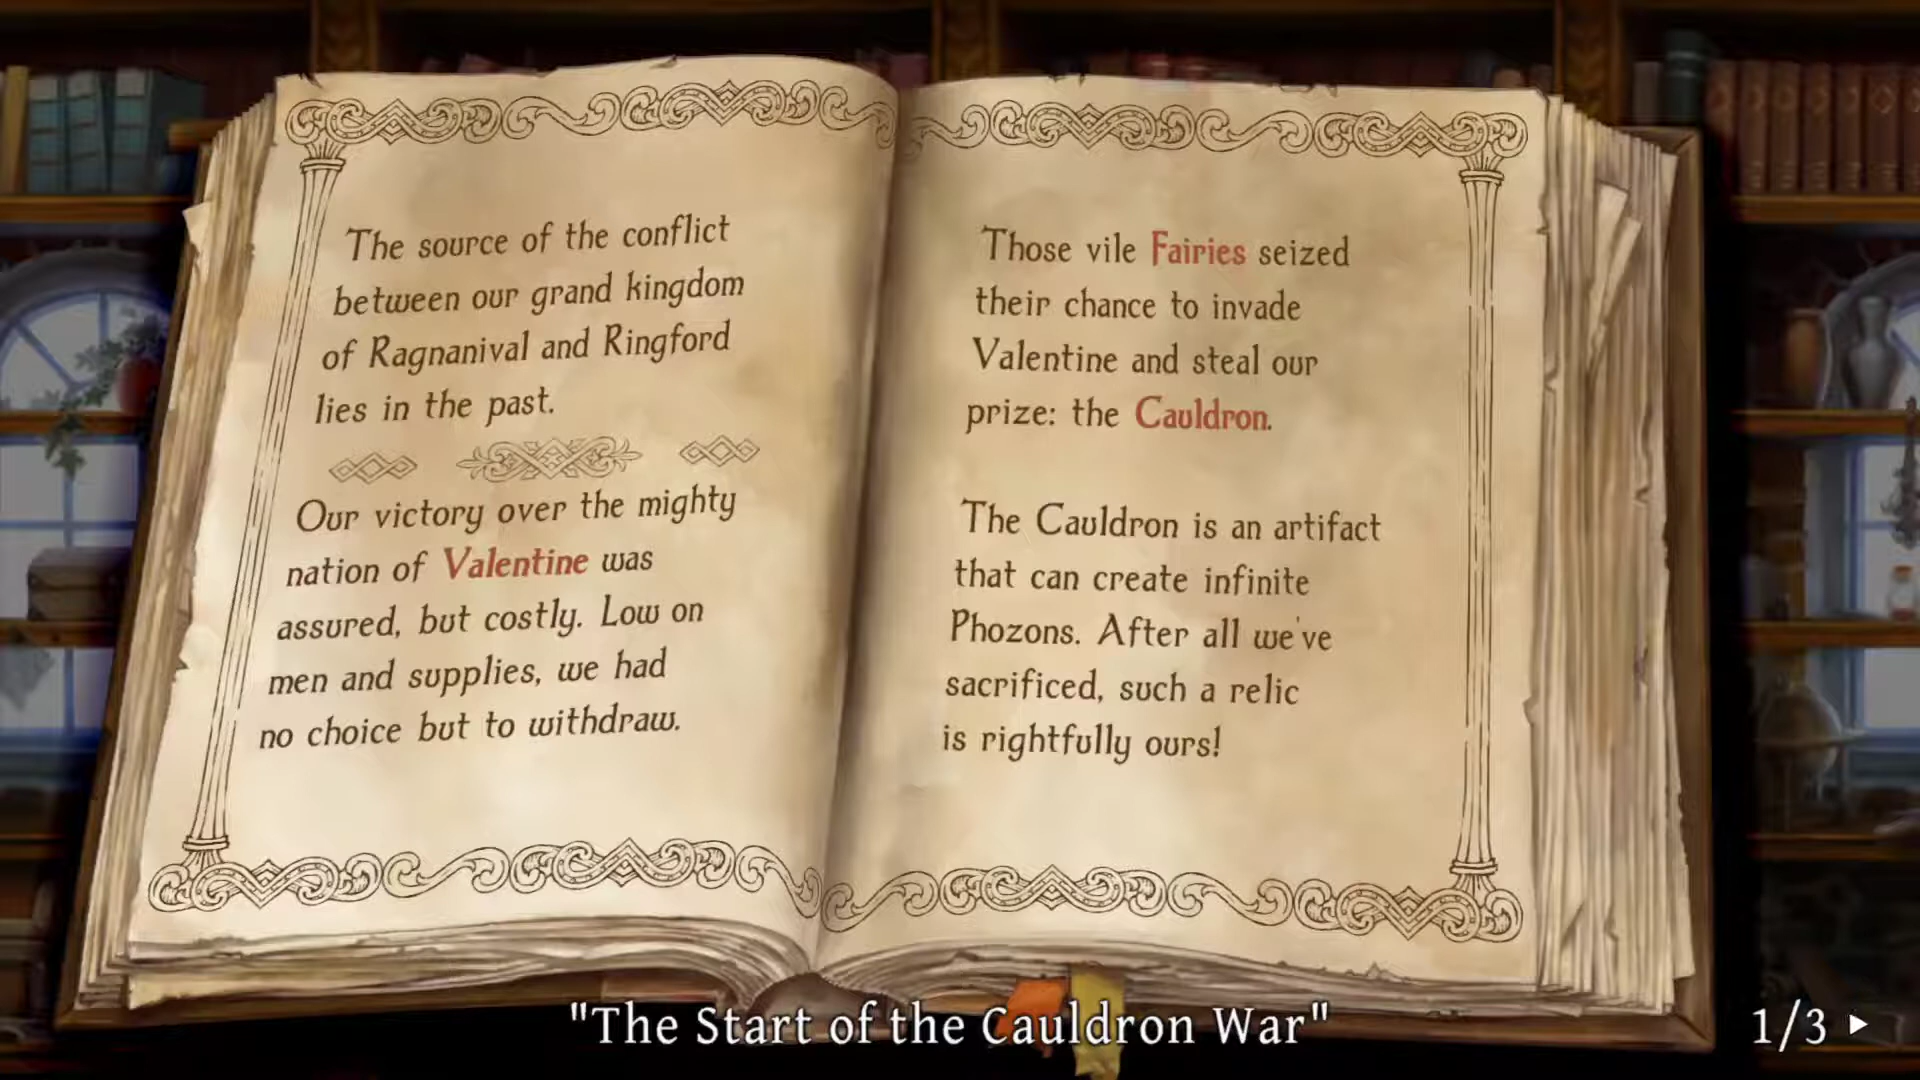 The source of the conflict
between our grand kingdom
of Ragnanival and Ringford
lies in the past.
Our victory over the mighty
nation of Valentine was
assured, but costly. Low on
men and supplies, we had
no choice but to withdraw.
Those vile Fairies seized
their chance to invade
Valentine and steal our
prize: the Cauldron.
The Cauldron is an artifact
that can create infinite
Phozons. After all we've
sacrificed, such a relic
is rightfully ours!
"The Start of the Cauldron War"
1/3